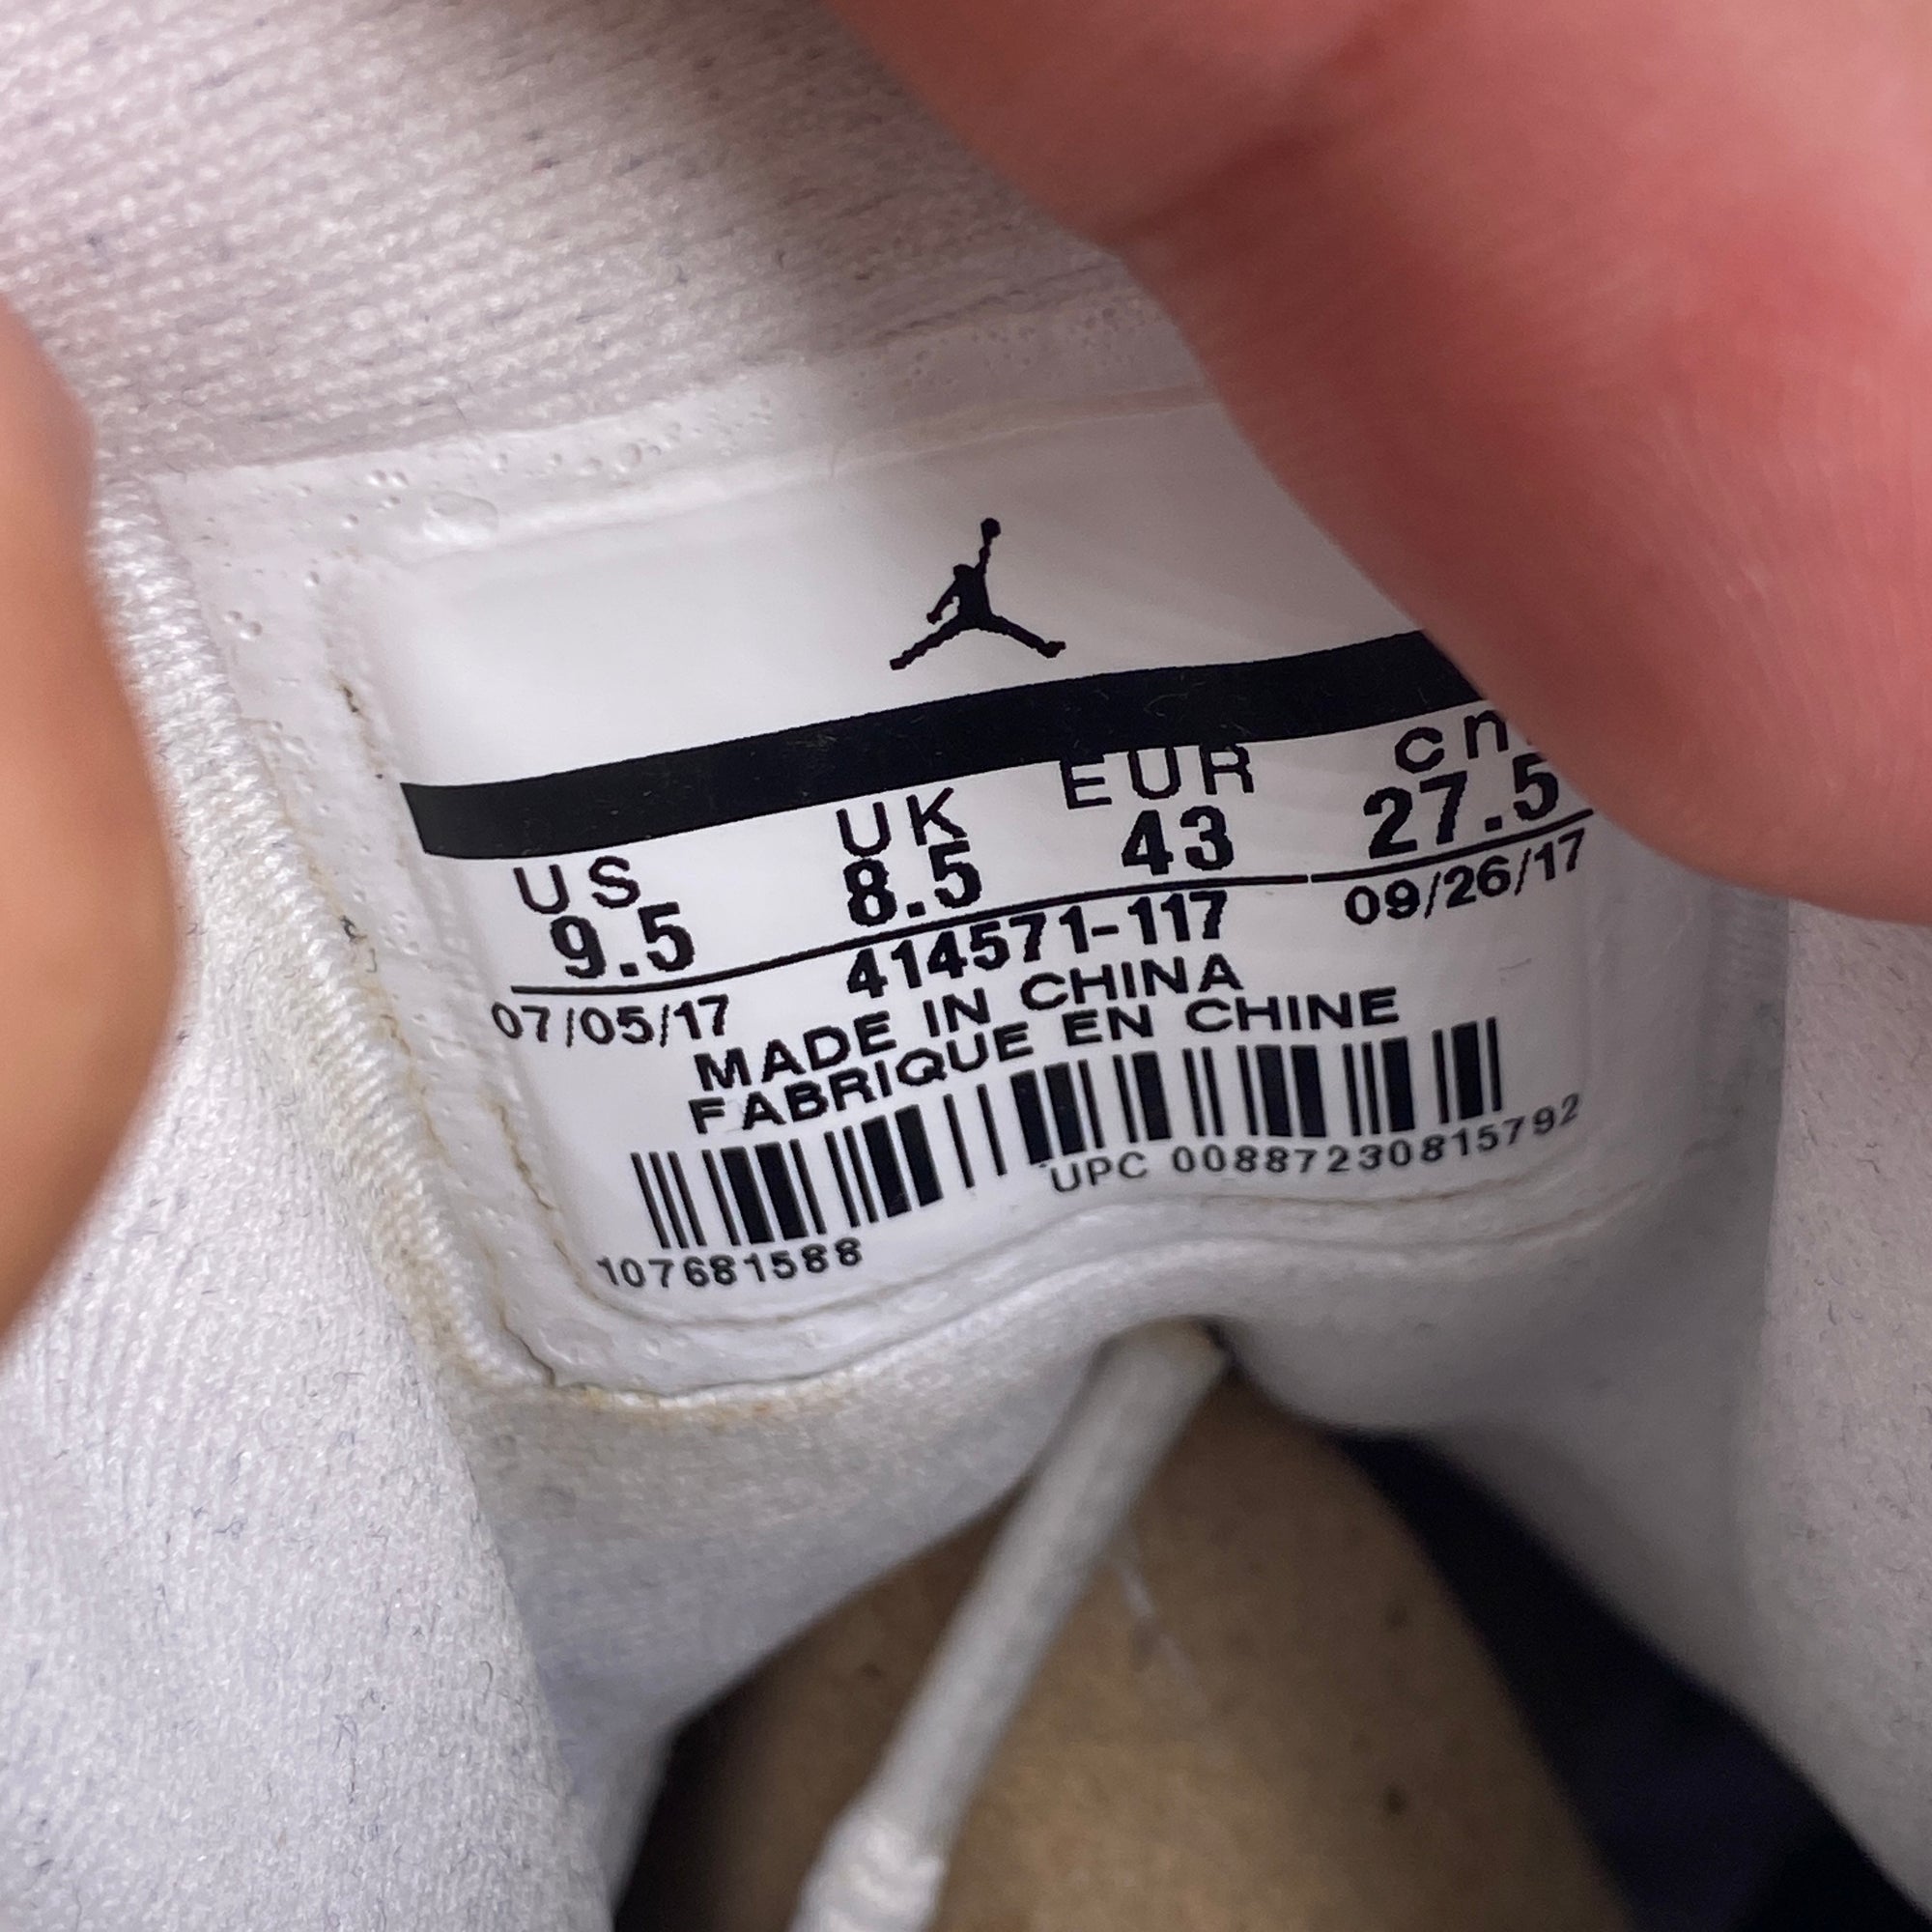 US UK EUR cm
9.5 8.5 43 27.5
07/05/17 414571-117 09/26/17
MADE IN CHINA
FABRIQUE EN CHINE
UPC 00887230815792
107681588